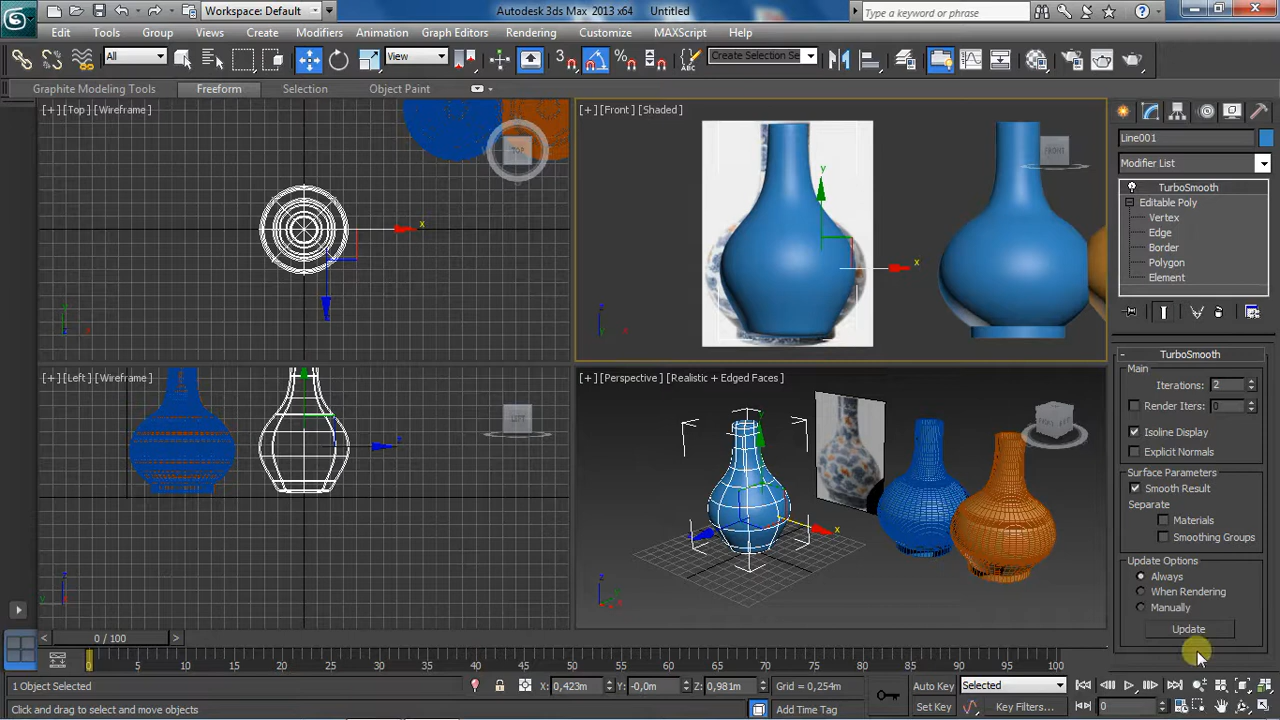 Workspace: Default
Autodesk 3ds Max 2013 x64 Untitled
Type a keyword or phrase
Edit Tools Group Views Create Modifiers Animation Graph Editors Rendering Customize MAXScript Help
All
View
3
Create Selection Se
Graphite Modeling Tools Freeform Selection Object Paint
[+] [Top] [Wireframe]
TOP
x
[+] [Front] [Shaded]
FRONT
y
x
z
x
[+] [Left] [Wireframe]
LEFT
z
y
[+] [Perspective] [Realistic + Edged Faces]
x
z
Line001
Modifier List
TurboSmooth
Editable Poly
Vertex
Edge
Border
Polygon
Element
TurboSmooth
Main
Iterations: 2
Render Iters: 0
Isoline Display
Explicit Normals
Surface Parameters
Smooth Result
Separate
Materials
Smoothing Groups
Update Options
Always
When Rendering
Manually
Update
0 / 100
0 5 10 15 20 25 30 35 40 45 50 55 60 65 70 75 80 85 90 95 100
1 Object Selected
X: 0,423m Y: -0,0m Z: 0,981m Grid = 0,254m
Auto Key Selected
Click and drag to select and move objects
Add Time Tag
Set Key Key Filters...
0